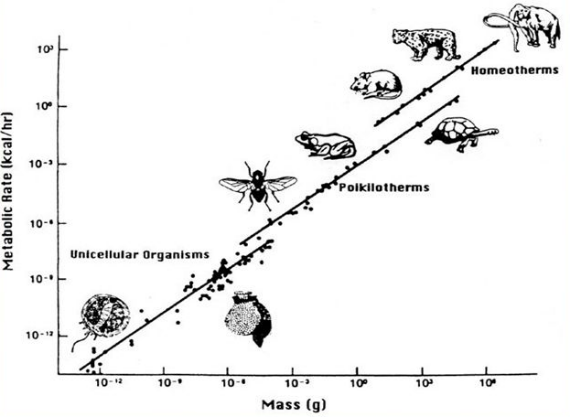 10³
Homeotherms
10⁰
10⁻³
Poikilotherms
10⁻⁶
Unicellular Organisms
10⁻⁹
10⁻¹²
Metabolic Rate (kcal/hr)
10⁻¹² 10⁻⁹ 10⁻⁶ 10⁻³ 10⁰ 10³ 10⁶
Mass (g)